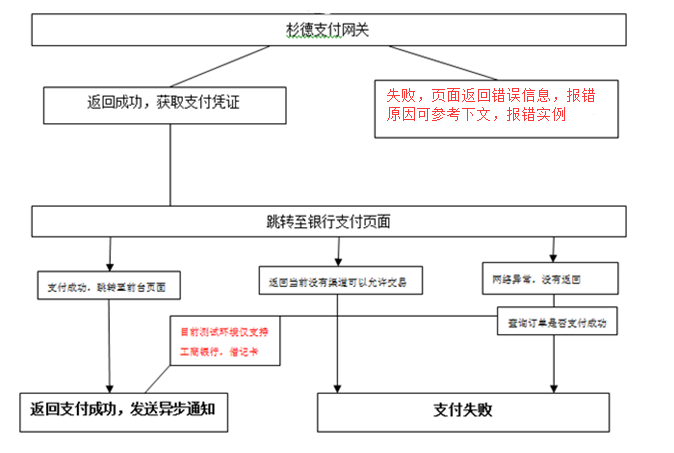 杉德支付网关
返回成功，获取支付凭证
失败，页面返回错误信息，报错
原因可参考下文，报错实例
跳转至银行支付页面
支付成功，跳转至前台页面
返回当前没有渠道可以允许交易
网络异常，没有返回
目前测试环境仅支持
工商银行，借记卡
查询订单是否支付成功
返回支付成功，发送异步通知
支付失败